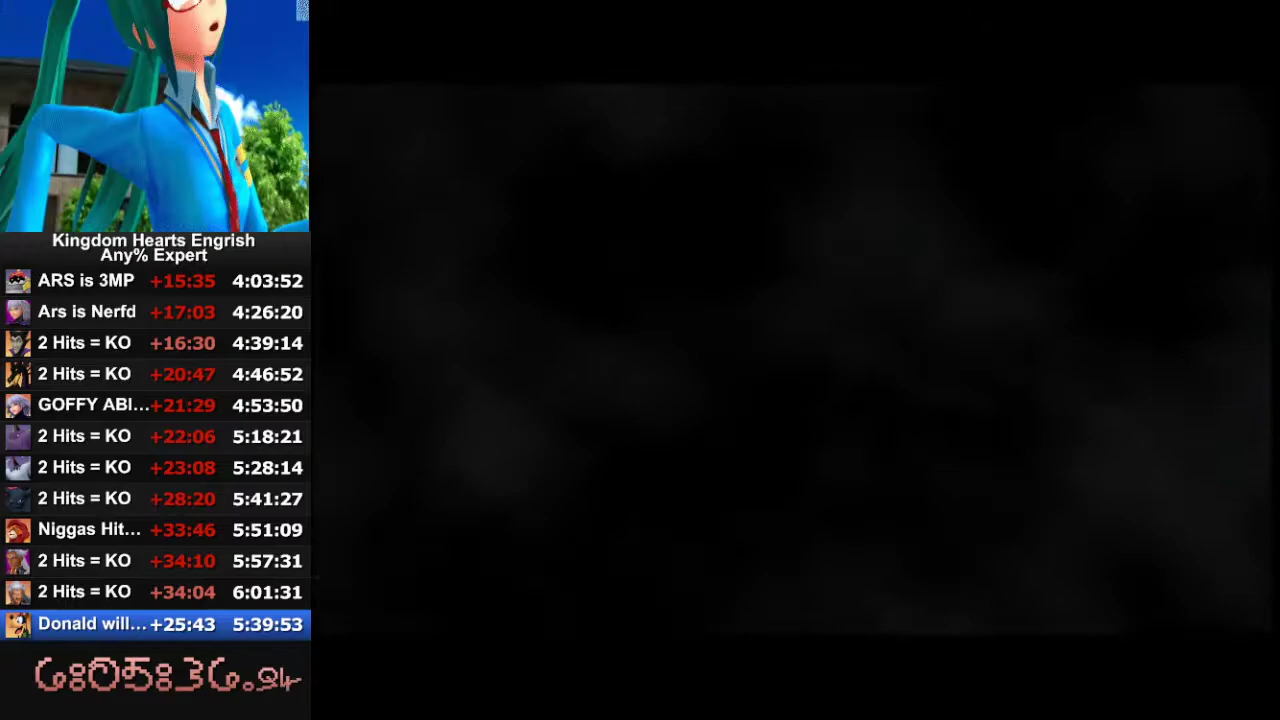 Kingdom Hearts Engrish
Any% Expert
ARS is 3MP +15:35 4:03:52
Ars is Nerfd +17:03 4:26:20
2 Hits = KO +16:30 4:39:14
2 Hits = KO +20:47 4:46:52
GOFFY ABI... +21:29 4:53:50
2 Hits = KO +22:06 5:18:21
2 Hits = KO +23:08 5:28:14
2 Hits = KO +28:20 5:41:27
Niggas Hit... +33:46 5:51:09
2 Hits = KO +34:10 5:57:31
2 Hits = KO +34:04 6:01:31
Donald will... +25:43 5:39:53